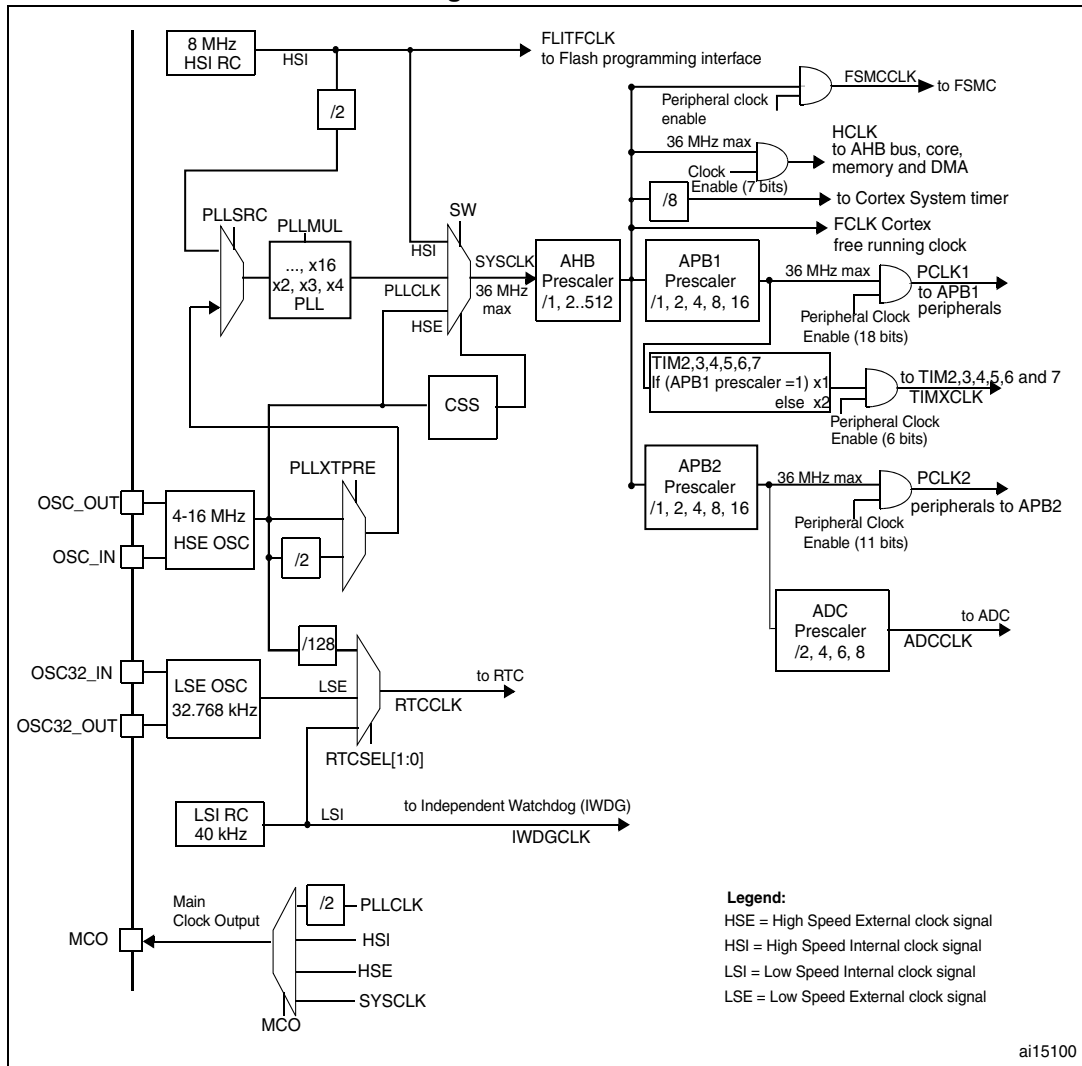 8 MHz
HSI RC
HSI
FLITFCLK
to Flash programming interface
/2
FSMCCLK
to FSMC
Peripheral clock
enable
36 MHz max
HCLK
to AHB bus, core,
memory and DMA
Clock
Enable (7 bits)
/8
to Cortex System timer
FCLK Cortex
free running clock
PLLSRC
PLLMUL
..., x16
x2, x3, x4
PLL
SW
HSI
PLLCLK
HSE
SYSCLK
36 MHz
max
AHB
Prescaler
/1, 2..512
APB1
Prescaler
/1, 2, 4, 8, 16
36 MHz max
PCLK1
to APB1
peripherals
Peripheral Clock
Enable (18 bits)
TIM2,3,4,5,6,7
If (APB1 prescaler =1) x1
else x2
to TIM2,3,4,5,6 and 7
TIMXCLK
Peripheral Clock
Enable (6 bits)
CSS
PLLXTPRE
OSC_OUT
OSC_IN
4-16 MHz
HSE OSC
/2
APB2
Prescaler
/1, 2, 4, 8, 16
36 MHz max
PCLK2
peripherals to APB2
Peripheral Clock
Enable (11 bits)
ADC
Prescaler
/2, 4, 6, 8
to ADC
ADCCLK
/128
OSC32_IN
OSC32_OUT
LSE OSC
32.768 kHz
LSE
to RTC
RTCCLK
RTCSEL[1:0]
LSI RC
40 kHz
LSI
to Independent Watchdog (IWDG)
IWDGCLK
Main
Clock Output
MCO
/2
PLLCLK
HSI
HSE
SYSCLK
MCO
Legend:
HSE = High Speed External clock signal
HSI = High Speed Internal clock signal
LSI = Low Speed Internal clock signal
LSE = Low Speed External clock signal
ai15100